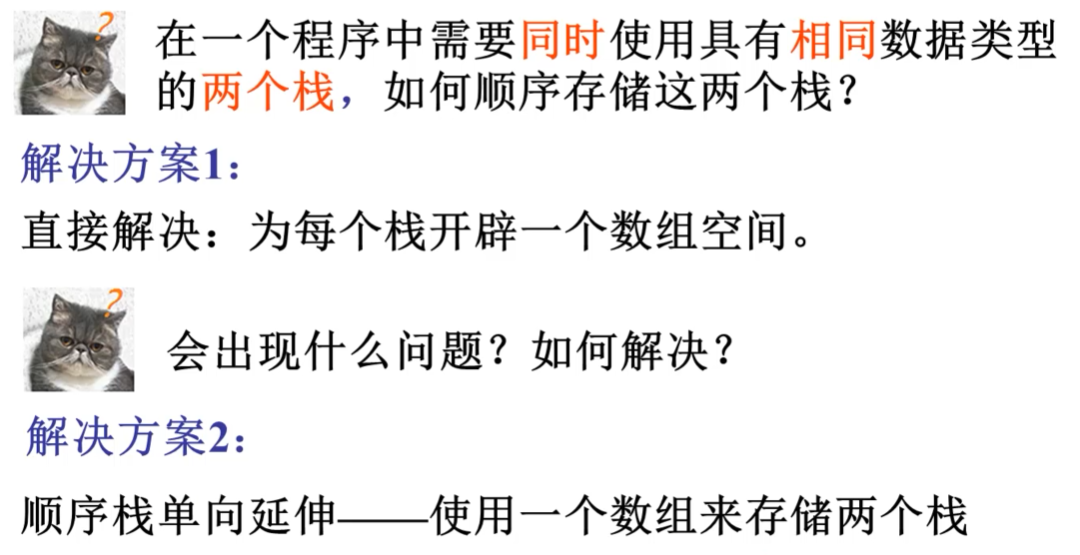 ?
在一个程序中需要同时使用具有相同数据类型
的两个栈，如何顺序存储这两个栈？
解决方案1：
直接解决：为每个栈开辟一个数组空间。
?
会出现什么问题？如何解决？
解决方案2：
顺序栈单向延伸——使用一个数组来存储两个栈